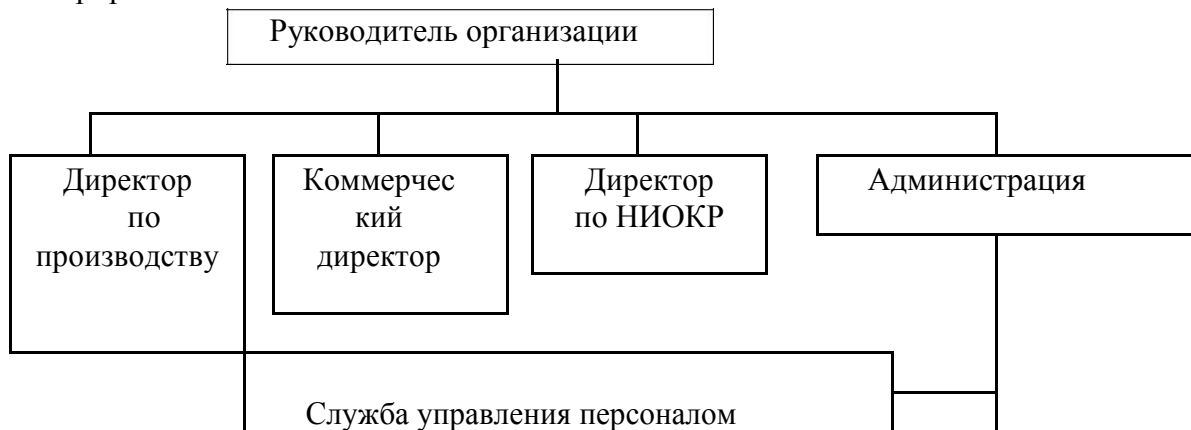 Руководитель организации
Директор
по
производству
Коммерчес
кий
директор
Директор
по НИОКР
Администрация
Служба управления персоналом